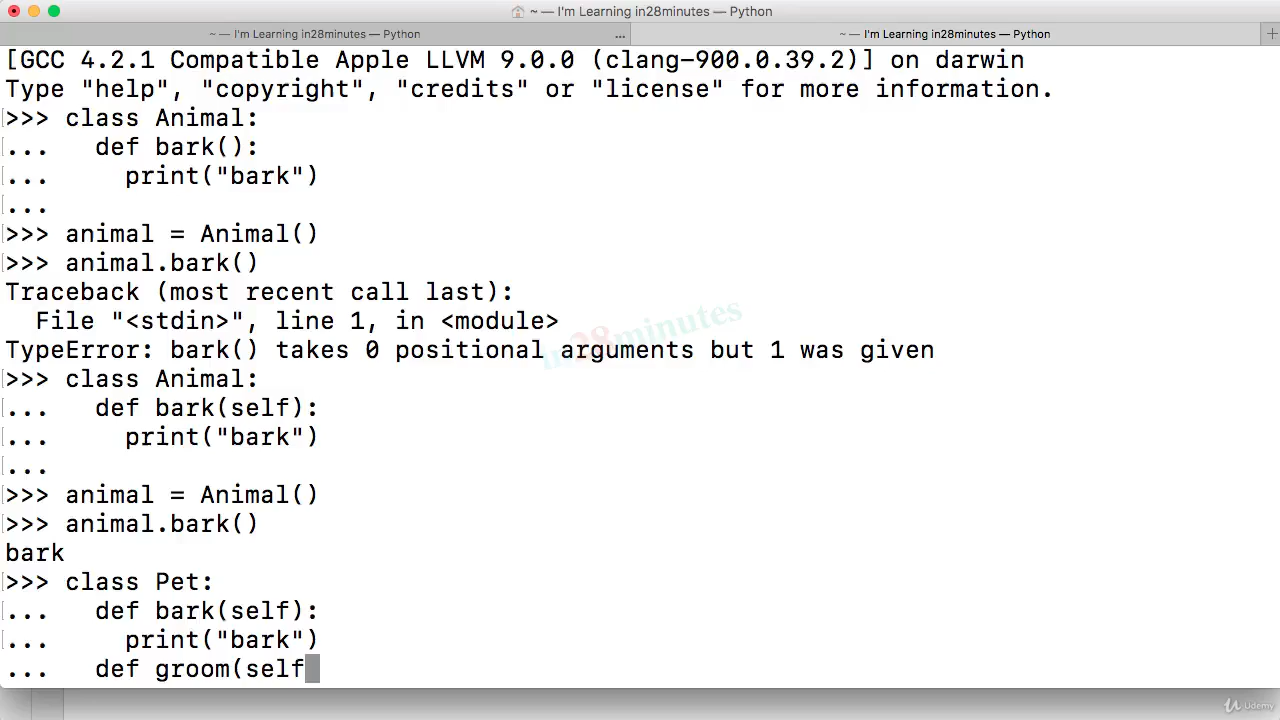 ~ — I'm Learning in28minutes — Python
~ — I'm Learning in28minutes — Python
...
~ — I'm Learning in28minutes — Python
+
[GCC 4.2.1 Compatible Apple LLVM 9.0.0 (clang-900.0.39.2)] on darwin
Type "help", "copyright", "credits" or "license" for more information.
>>> class Animal:
...   def bark():
...     print("bark")
...
>>> animal = Animal()
>>> animal.bark()
Traceback (most recent call last):
  File "<stdin>", line 1, in <module>
TypeError: bark() takes 0 positional arguments but 1 was given
>>> class Animal:
...   def bark(self):
...     print("bark")
...
>>> animal = Animal()
>>> animal.bark()
bark
>>> class Pet:
...   def bark(self):
...     print("bark")
...   def groom(self
in28minutes
Udemy